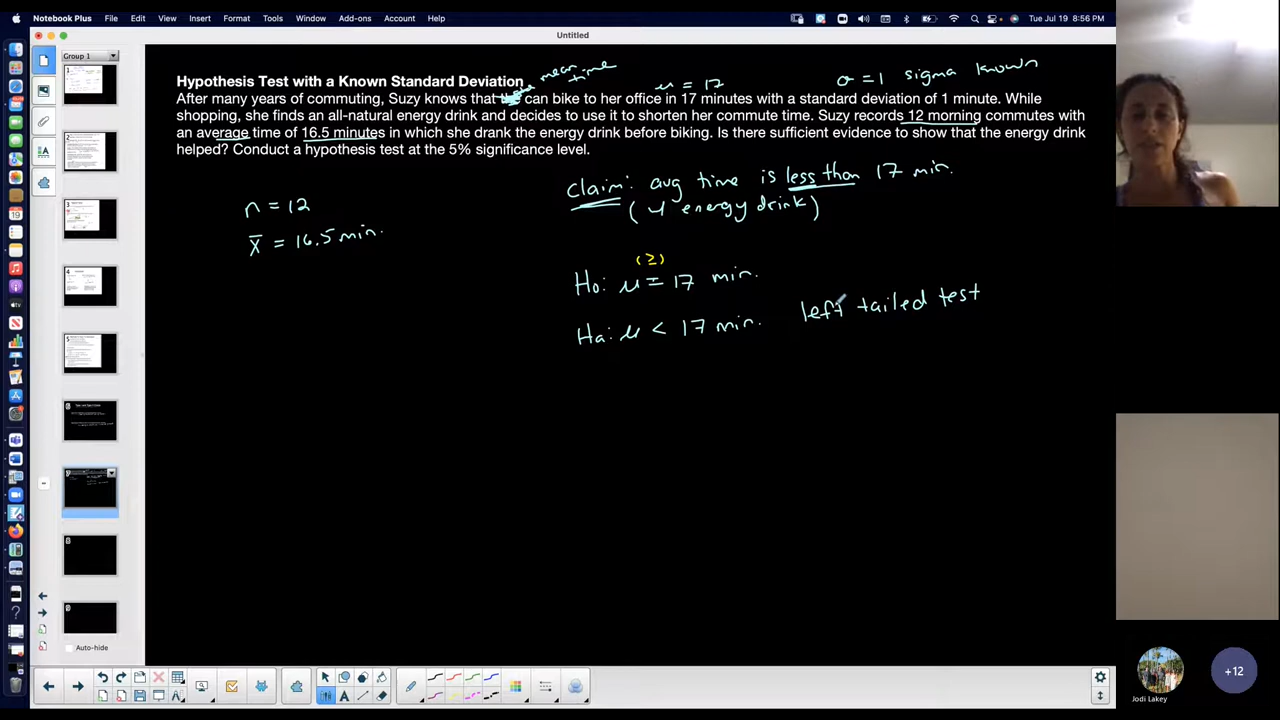 Notebook Plus File Edit View Insert Format Tools Window Add-ons Account Help Tue Jul 19 8:56 PM
Untitled
Group 1
Hypothesis Test with a Known Standard Deviation
mean time
μ = 17
σ = 1 sigma known
After many years of commuting, Suzy knows that can bike to her office in 17 minutes with a standard deviation of 1 minute. While
shopping, she finds an all-natural energy drink and decides to use it to shorten her commute time. Suzy records 12 morning commutes with
an average time of 16.5 minutes in which she drank the energy drink before biking. Is there sufficient evidence to show that the energy drink
helped? Conduct a hypothesis test at the 5% significance level.
Claim: avg time is less than 17 min.
energy drink)
n = 12
x̄ = 16.5 min.
(≥)
Ho: μ = 17 min.
Ha: μ < 17 min.
left tailed test
Auto-hide
Jodi Lakey
+12